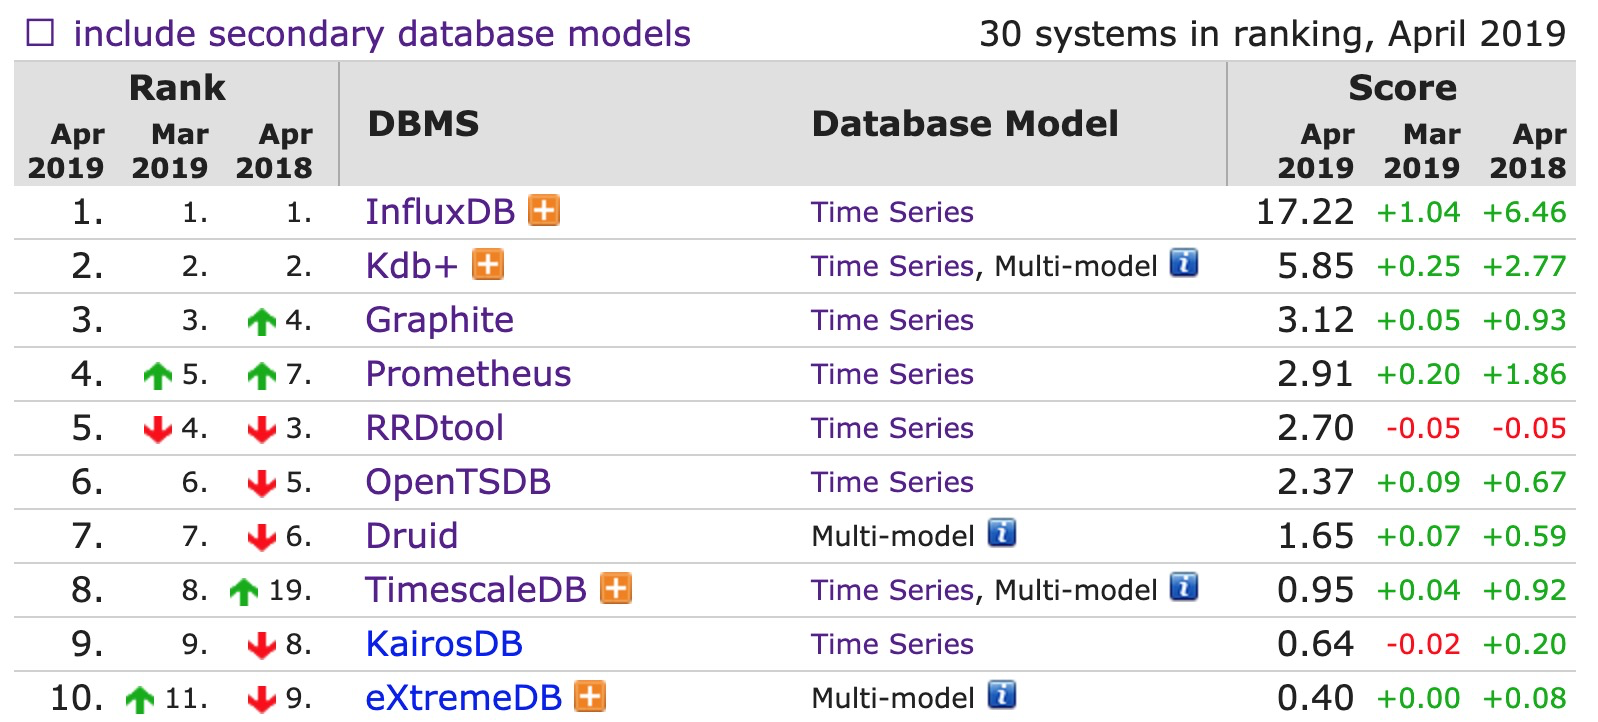 include secondary database models 30 systems in ranking, April 2019
Rank DBMS Database Model Score
Apr 2019 Mar 2019 Apr 2018 Apr 2019 Mar 2019 Apr 2018
1. 1. 1. InfluxDB Time Series 17.22 +1.04 +6.46
2. 2. 2. Kdb+ Time Series, Multi-model i 5.85 +0.25 +2.77
3. 3. 4. Graphite Time Series 3.12 +0.05 +0.93
4. 5. 7. Prometheus Time Series 2.91 +0.20 +1.86
5. 4. 3. RRDtool Time Series 2.70 -0.05 -0.05
6. 6. 5. OpenTSDB Time Series 2.37 +0.09 +0.67
7. 7. 6. Druid Multi-model i 1.65 +0.07 +0.59
8. 8. 19. TimescaleDB Time Series, Multi-model i 0.95 +0.04 +0.92
9. 9. 8. KairosDB Time Series 0.64 -0.02 +0.20
10. 11. 9. eXtremeDB Multi-model i 0.40 +0.00 +0.08